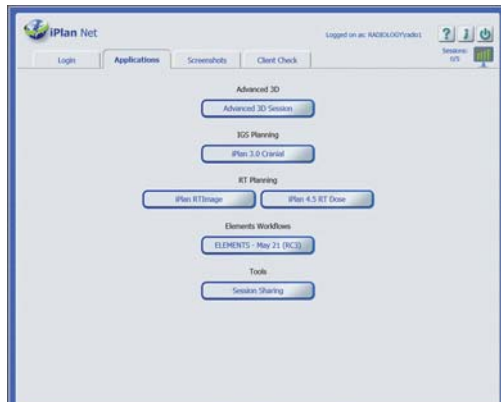 iPlan Net
Logged on as: RADIOLOGY\rado1
Login
Applications
Screenshots
Client Check
Sessions:
0/5
Advanced 3D
Advanced 3D Session
IGS Planning
iPlan 3.0 Cranial
RT Planning
iPlan RTImage
iPlan 4.5 RT Dose
Elements Workflows
ELEMENTS - May 21 (RC3)
Tools
Session Sharing